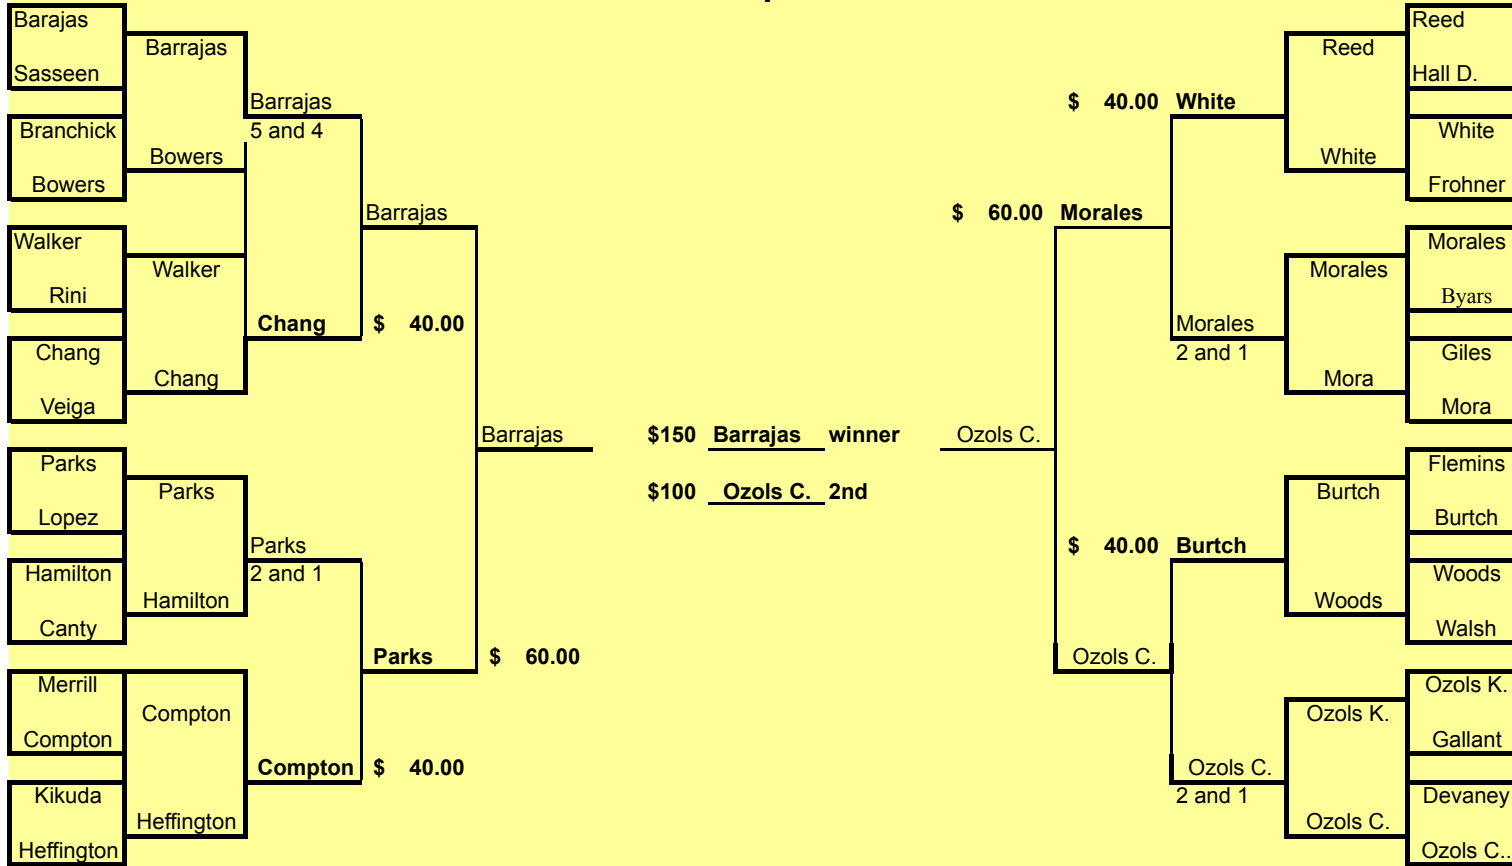 Barajas
Sasseen
Branchick
Bowers
Walker
Rini
Chang
Veiga
Parks
Lopez
Hamilton
Canty
Merrill
Compton
Kikuda
Heffington
Barrajas
Bowers
Walker
Chang
Parks
Hamilton
Compton
Heffington
Barrajas
5 and 4
Chang $ 40.00
Parks
2 and 1
Compton $ 40.00
Barrajas
Parks $ 60.00
Barrajas
$150 Barrajas winner
$100 Ozols C. 2nd
Ozols C.
$ 60.00 Morales
Ozols C.
$ 40.00 White
Morales
2 and 1
$ 40.00 Burtch
Ozols C.
2 and 1
Reed
White
Morales
Mora
Burtch
Woods
Ozols K.
Ozols C.
Reed
Hall D.
White
Frohner
Morales
Byars
Giles
Mora
Flemins
Burtch
Woods
Walsh
Ozols K.
Gallant
Devaney
Ozols C..